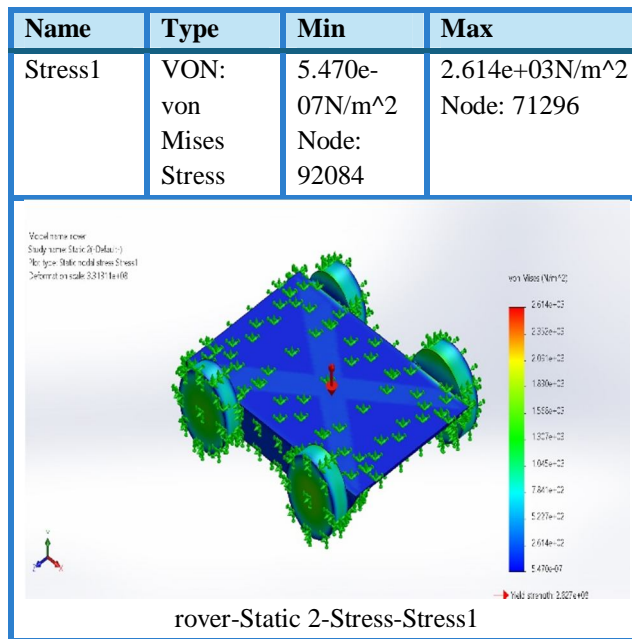 Name Type Min Max
Stress1 VON: 5.470e- 2.614e+03N/m^2
von 07N/m^2 Node: 71296
Mises Node:
Stress 92084
Model name: rover
Study name: Static 2(-Default-)
Plot type: Static nodal stress Stress1
Deformation scale:
von Mises (N/m^2)
2.614e+03
2.352e+03
2.091e+03
1.830e+03
1.568e+03
1.307e+03
1.045e+03
7.841e+02
5.227e+02
2.614e+02
5.470e-07
Yield strength: 2.827e+08
Y
Z
X
rover-Static 2-Stress-Stress1